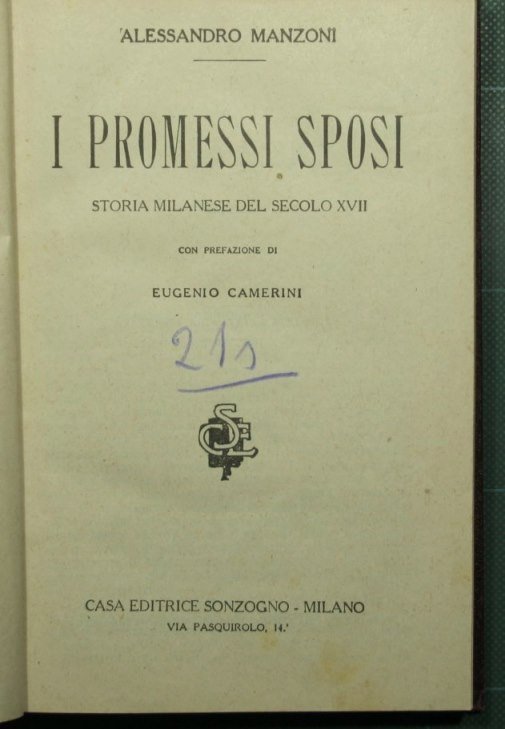 ALESSANDRO MANZONI
I PROMESSI SPOSI
STORIA MILANESE DEL SECOLO XVII
CON PREFAZIONE DI
EUGENIO CAMERINI
CASA EDITRICE SONZOGNO - MILANO
VIA PASQUIROLO, 14.